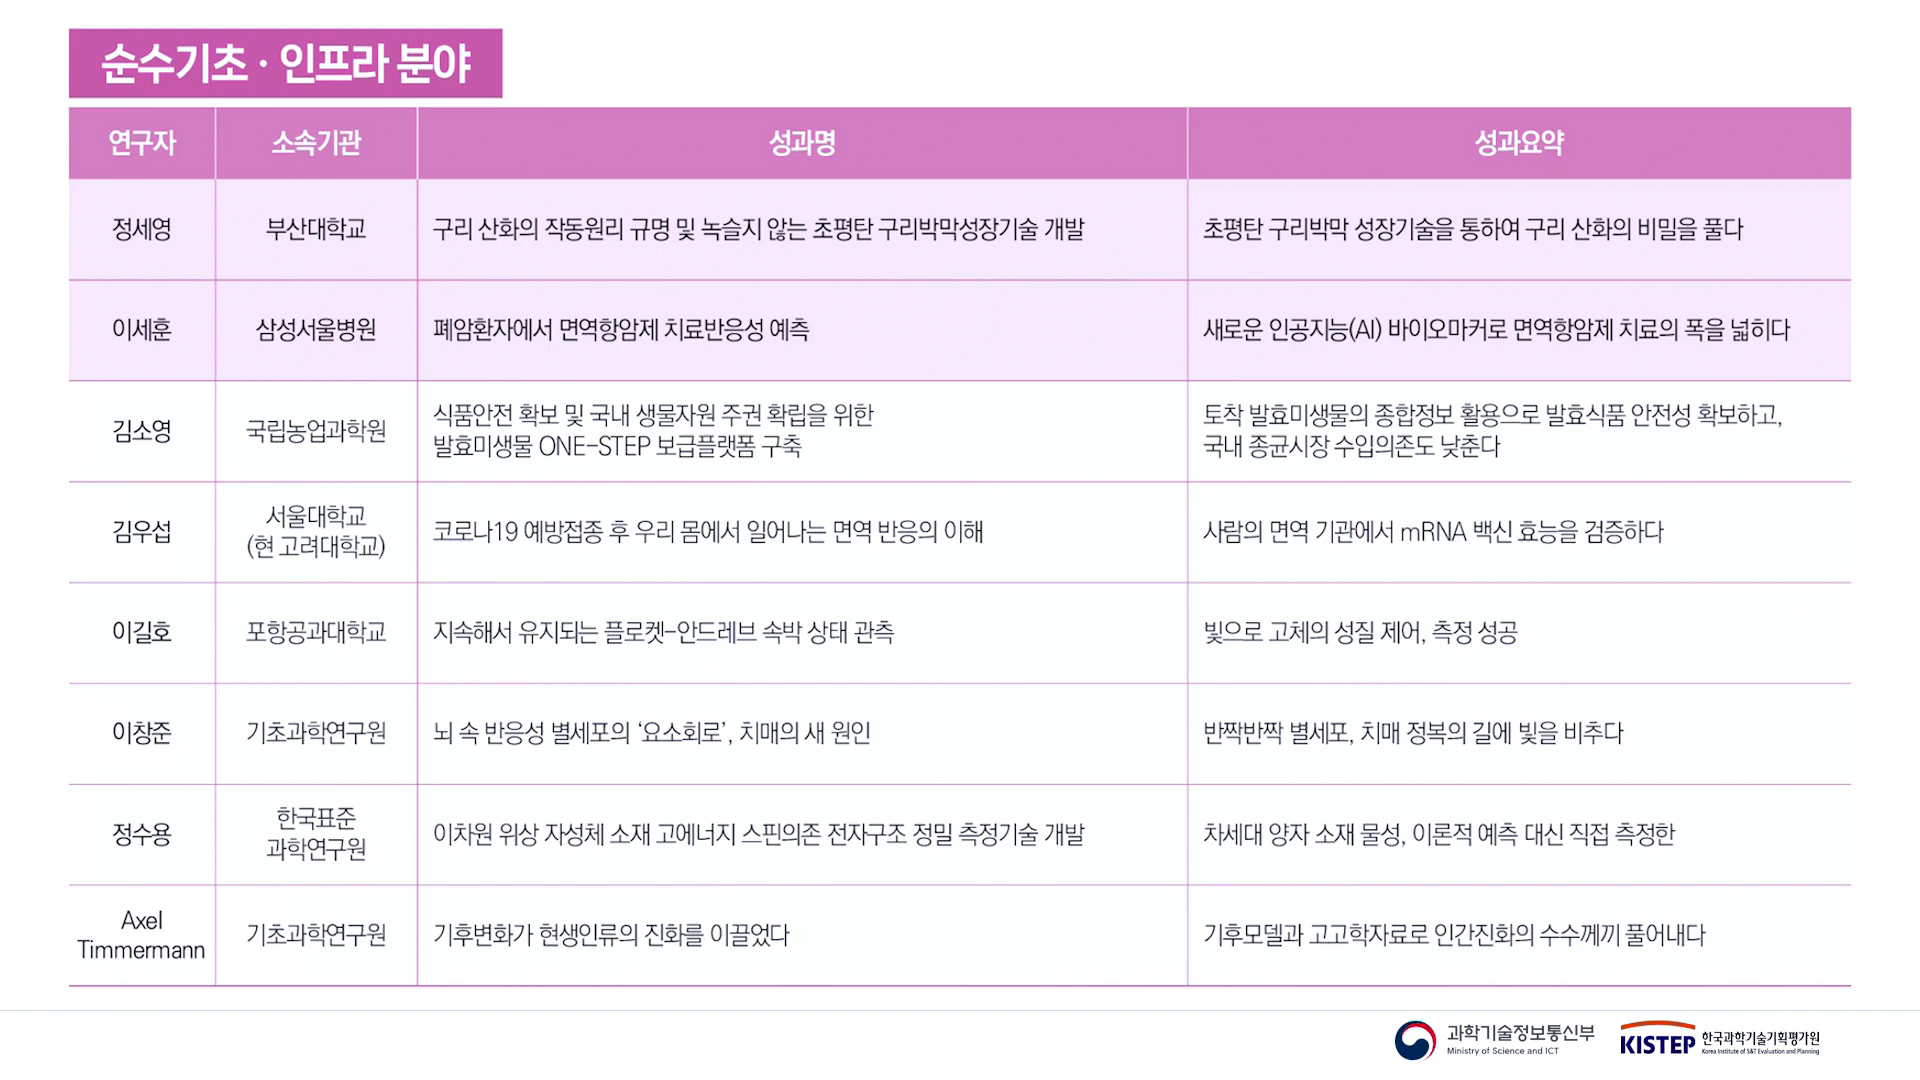 순수기초 · 인프라 분야
연구자 소속기관 성과명 성과요약
정세영 부산대학교 구리 산화의 작동원리 규명 및 녹슬지 않는 초평탄 구리박막성장기술 개발 초평탄 구리박막 성장기술을 통하여 구리 산화의 비밀을 풀다
이세훈 삼성서울병원 폐암환자에서 면역항암제 치료반응성 예측 새로운 인공지능(AI) 바이오마커로 면역항암제 치료의 폭을 넓히다
김소영 국립농업과학원 식품안전 확보 및 국내 생물자원 주권 확립을 위한
발효미생물 ONE-STEP 보급플랫폼 구축
토착 발효미생물의 종합정보 활용으로 발효식품 안전성 확보하고,
국내 종균시장 수입의존도 낮춘다
김우섭 서울대학교
(현 고려대학교)
코로나19 예방접종 후 우리 몸에서 일어나는 면역 반응의 이해 사람의 면역 기관에서 mRNA 백신 효능을 검증하다
이길호 포항공과대학교 지속해서 유지되는 플로켓-안드레브 속박 상태 관측 빛으로 고체의 성질 제어, 측정 성공
이창준 기초과학연구원 뇌 속 반응성 별세포의 ‘요소회로’, 치매의 새 원인 반짝반짝 별세포, 치매 정복의 길에 빛을 비추다
정수용 한국표준
과학연구원
이차원 위상 자성체 소재 고에너지 스핀의존 전자구조 정밀 측정기술 개발 차세대 양자 소재 물성, 이론적 예측 대신 직접 측정한
Axel
Timmermann
기초과학연구원 기후변화가 현생인류의 진화를 이끌었다 기후모델과 고고학자료로 인간진화의 수수께끼 풀어내다
과학기술정보통신부
Ministry of Science and ICT
KISTEP 한국과학기술기획평가원
Korea Institute of S&T Evaluation and Planning